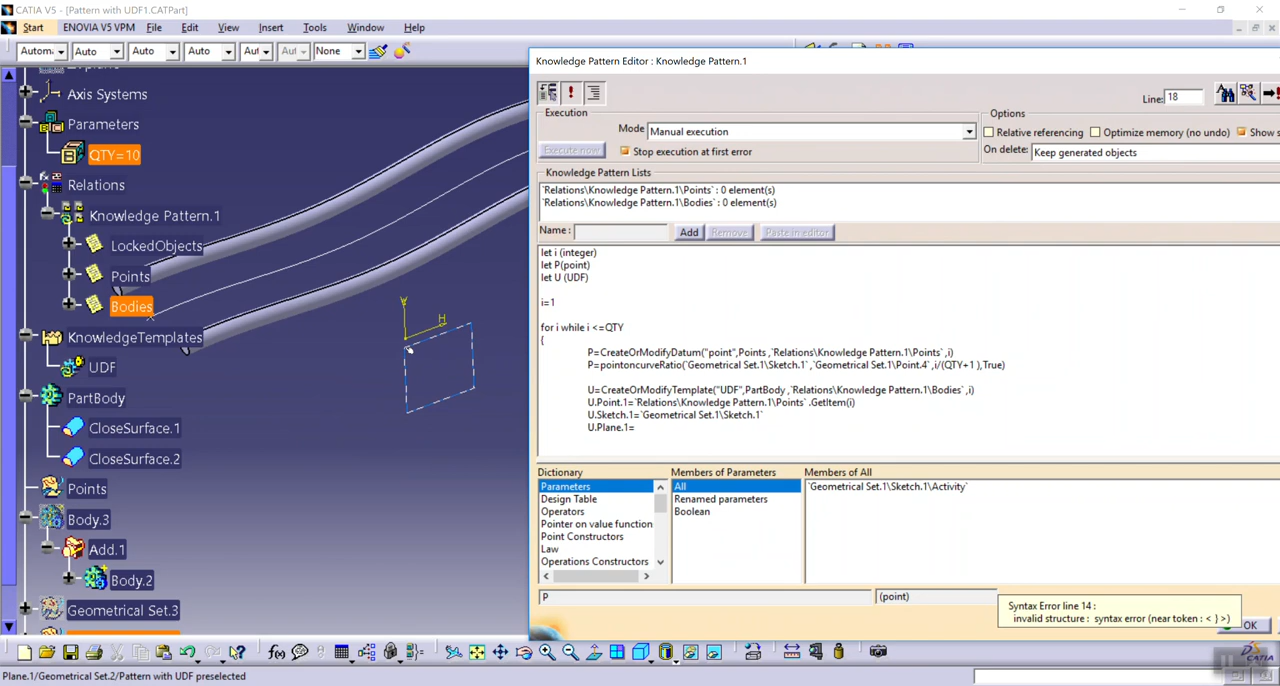 CATIA V5 - [Pattern with UDF1.CATPart]
Start ENOVIA V5 VPM File Edit View Insert Tools Window Help
Autom Auto Auto Auto Aut Aut None
Axis Systems
Parameters
QTY=10
Relations
Knowledge Pattern.1
LockedObjects
Points
Bodies
KnowledgeTemplates
UDF
PartBody
CloseSurface.1
CloseSurface.2
Points
Body.3
Add.1
Body.2
Geometrical Set.3
V
H
Knowledge Pattern Editor : Knowledge Pattern.1
Line: 18
Execution
Mode Manual execution
Execute now Stop execution at first error
Options
Relative referencing Optimize memory (no undo) Show s
On delete: Keep generated objects
Knowledge Pattern Lists
`Relations\Knowledge Pattern.1\Points` : 0 element(s)
`Relations\Knowledge Pattern.1\Bodies` : 0 element(s)
Name : Add Remove Paste in editor
let i (integer)
let P(point)
let U (UDF)
i=1
for i while i <=QTY
{
P=CreateOrModifyDatum("point",Points ,`Relations\Knowledge Pattern.1\Points`,i)
P=pointoncurveRatio(`Geometrical Set.1\Sketch.1` ,`Geometrical Set.1\Point.4` ,i/(QTY+1 ),True)
U=CreateOrModifyTemplate("UDF",PartBody ,`Relations\Knowledge Pattern.1\Bodies` ,i)
U.Point.1=`Relations\Knowledge Pattern.1\Points` .GetItem(i)
U.Sketch.1=`Geometrical Set.1\Sketch.1`
U.Plane.1=
Dictionary Members of Parameters Members of All
Parameters
Design Table
Operators
Pointer on value function
Point Constructors
Law
Operations Constructors
All
Renamed parameters
Boolean
`Geometrical Set.1\Sketch.1\Activity`
P (point)
Syntax Error line 14 :
invalid structure : syntax error (near token : < } >)
OK
CATIA
Plane.1/Geometrical Set.2/Pattern with UDF preselected